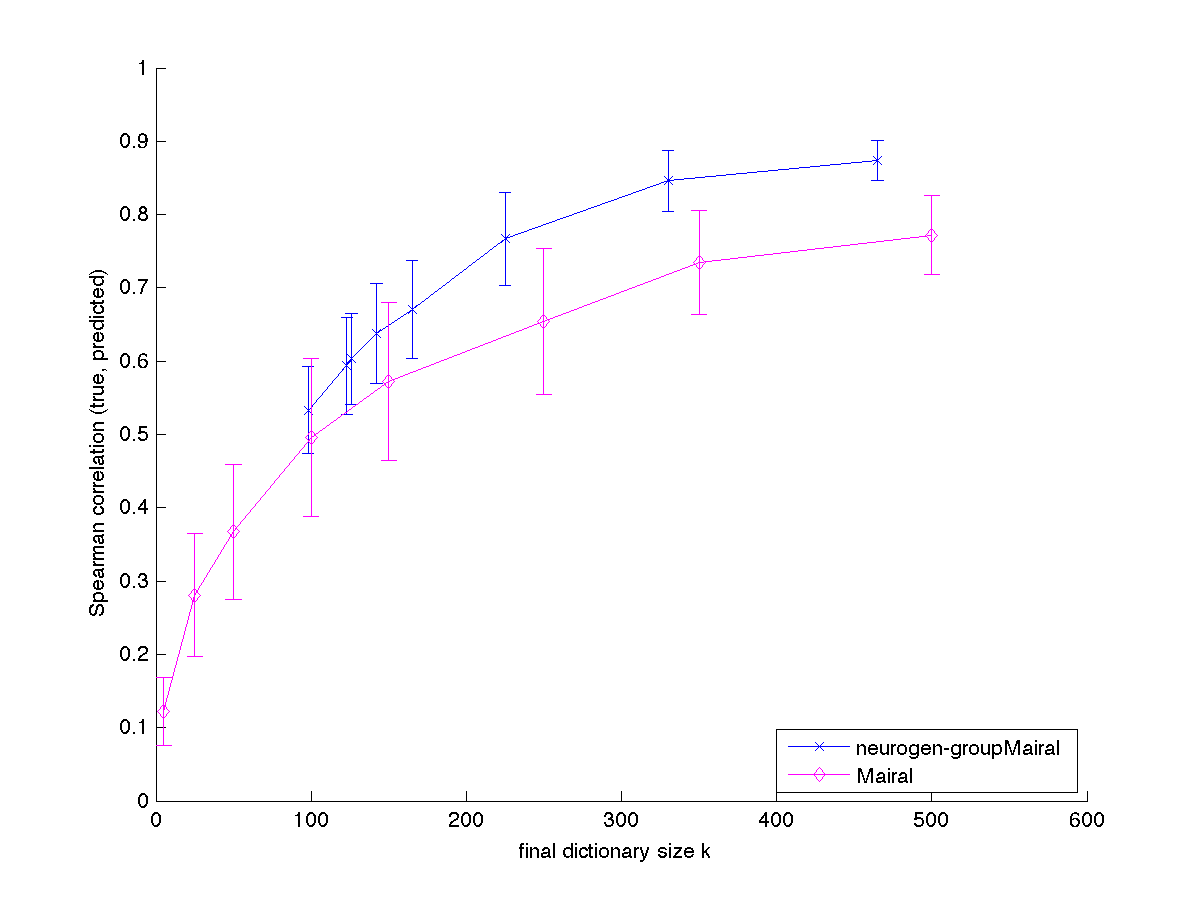 1
0.9
0.8
0.7
0.6
0.5
0.4
0.3
0.2
0.1
0
Spearman correlation (true, predicted)
neurogen-groupMairal
Mairal
0 100 200 300 400 500 600
final dictionary size k